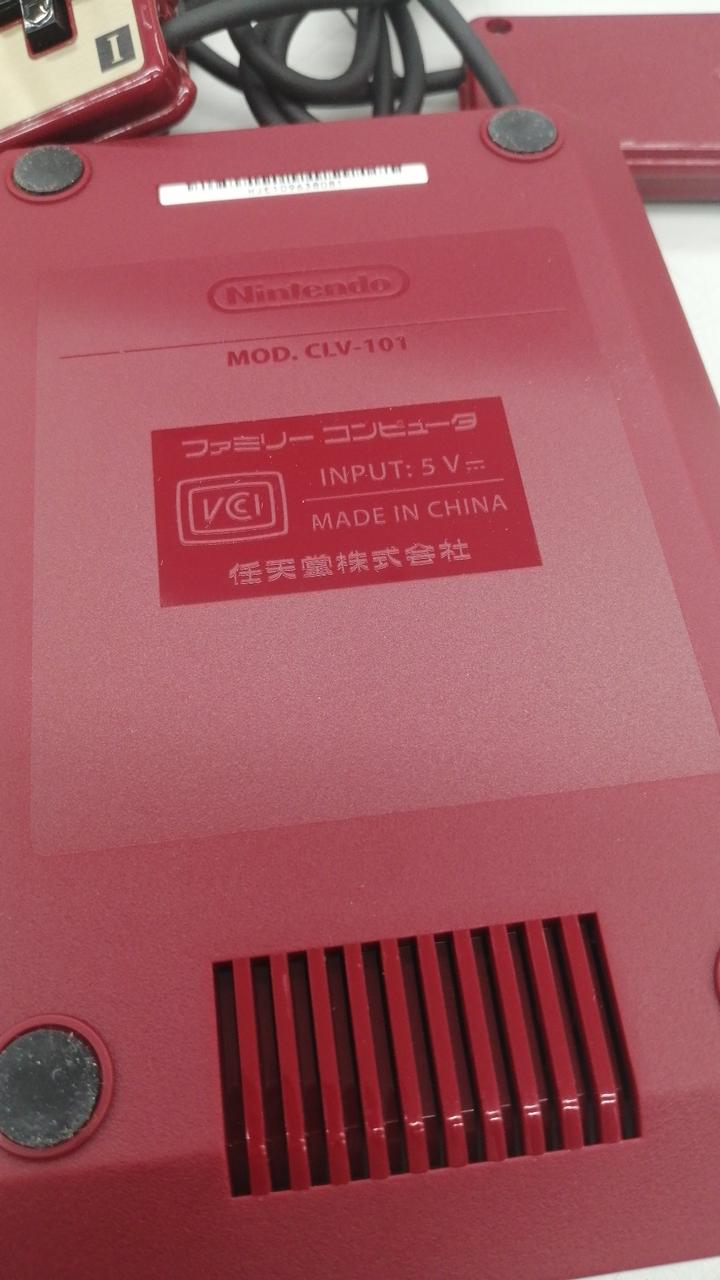 I
HJE109638081
Nintendo
MOD. CLV-101
ファミリー コンピュータ
VCI
INPUT: 5 V ⎓
MADE IN CHINA
任天堂株式会社